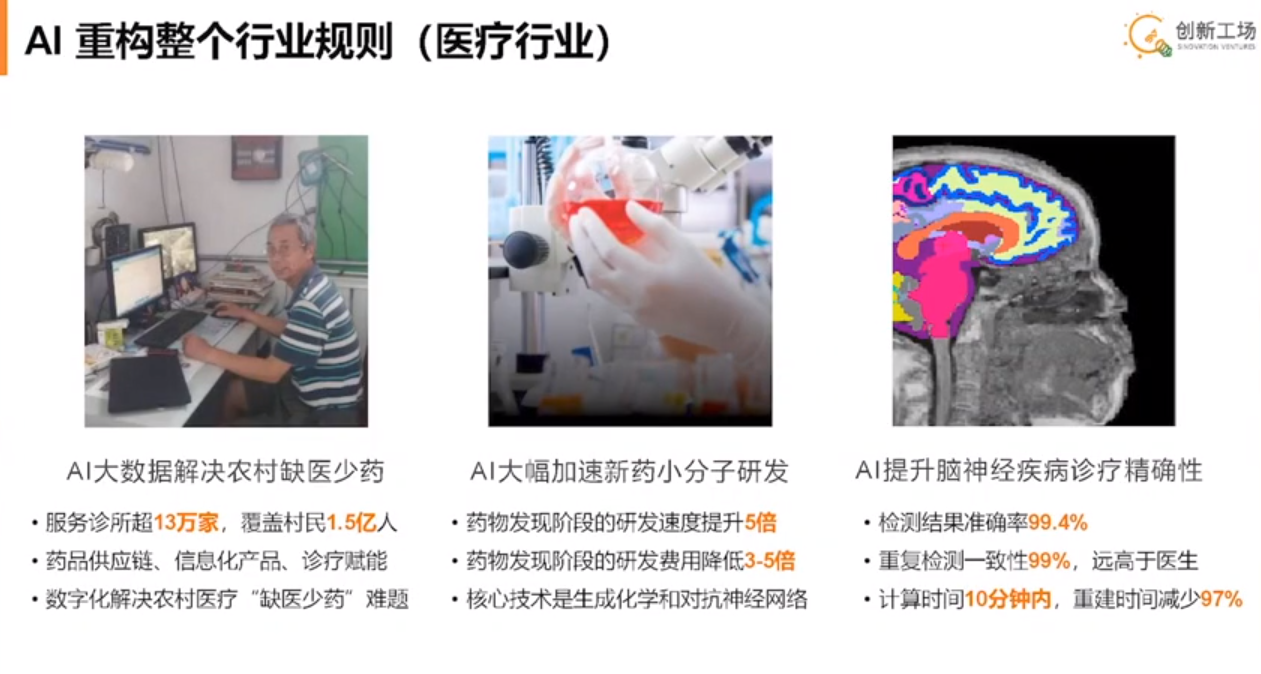 AI 重构整个行业规则（医疗行业）
创新工场
SINOVATION VENTURES
AI大数据解决农村缺医少药
• 服务诊所超13万家，覆盖村民1.5亿人
• 药品供应链、信息化产品、诊疗赋能
• 数字化解决农村医疗“缺医少药”难题
AI大幅加速新药小分子研发
• 药物发现阶段的研发速度提升5倍
• 药物发现阶段的研发费用降低3-5倍
• 核心技术是生成化学和对抗神经网络
AI提升脑神经疾病诊疗精确性
• 检测结果准确率99.4%
• 重复检测一致性99%，远高于医生
• 计算时间10分钟内，重建时间减少97%